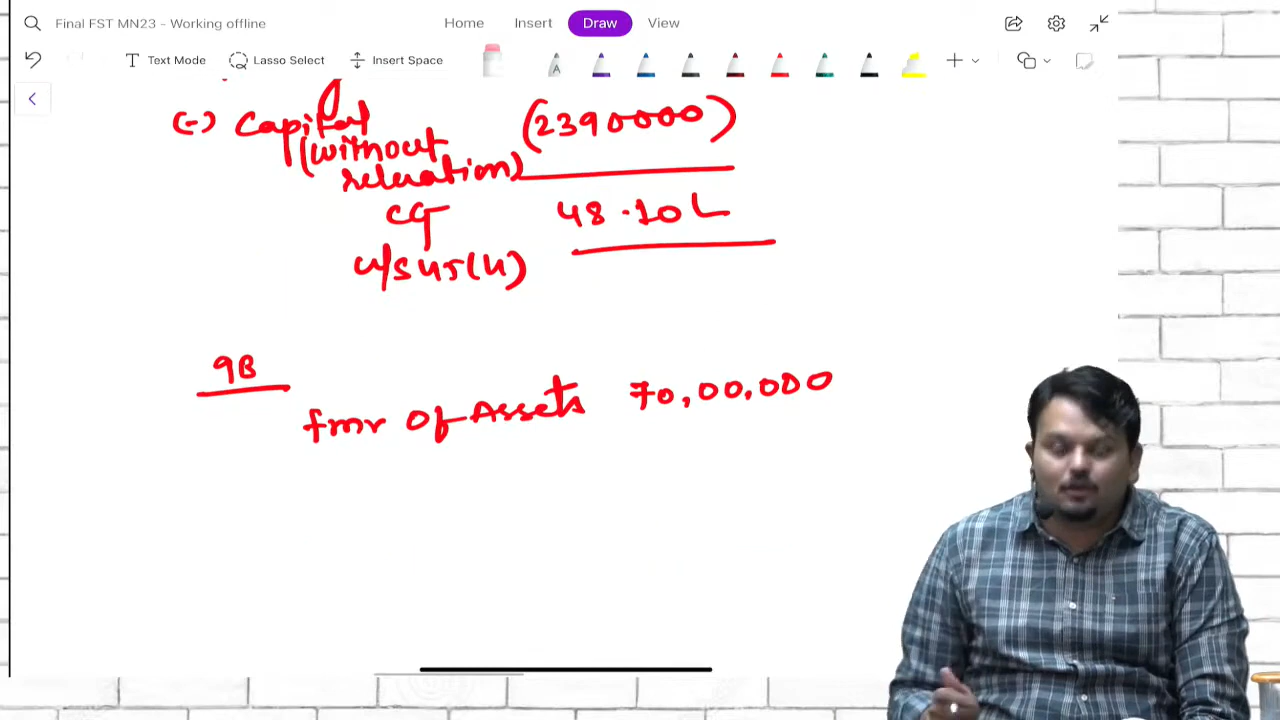 Final FST MN23 - Working offline
Home Insert Draw View
Text Mode Lasso Select Insert Space
(-) Capital (2390000)
(without
reluation)
CG 48.10L
u/s 45(4)
9B
fmv Of Assets 70,00,000